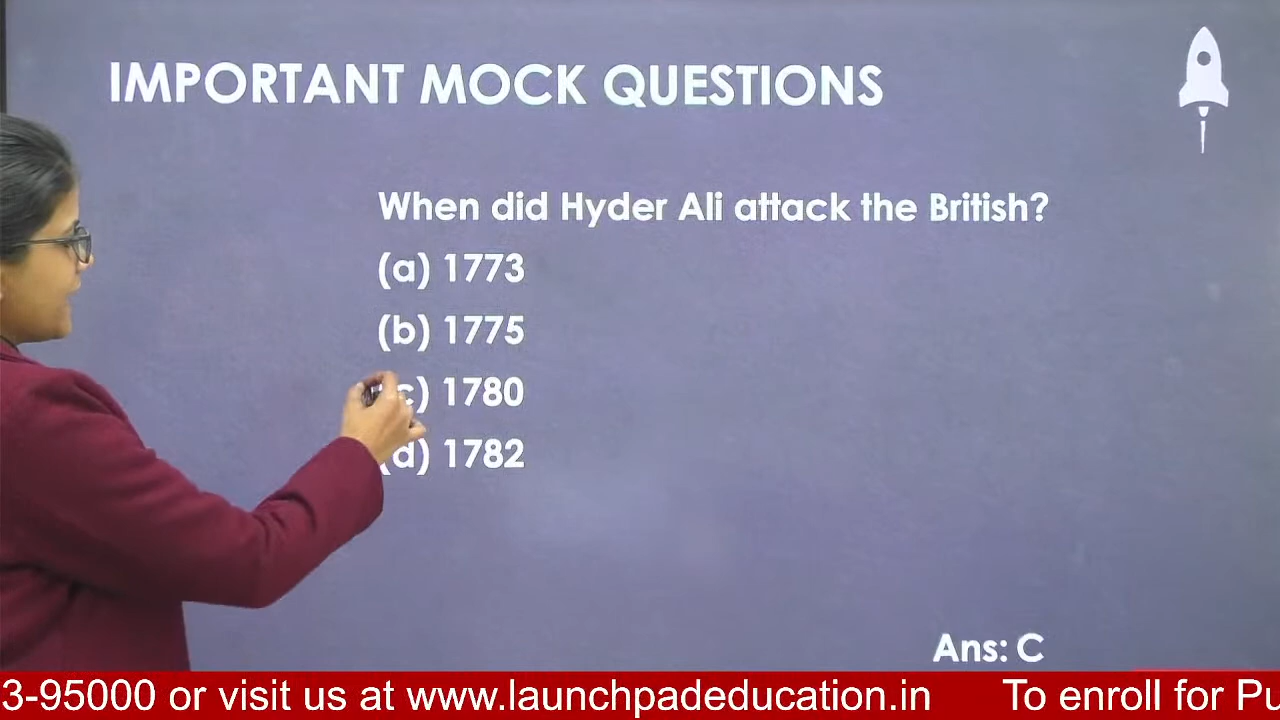 IMPORTANT MOCK QUESTIONS
When did Hyder Ali attack the British?
(a) 1773
(b) 1775
c) 1780
(d) 1782
Ans: C
3-95000 or visit us at www.launchpadeducation.in To enroll for Pu